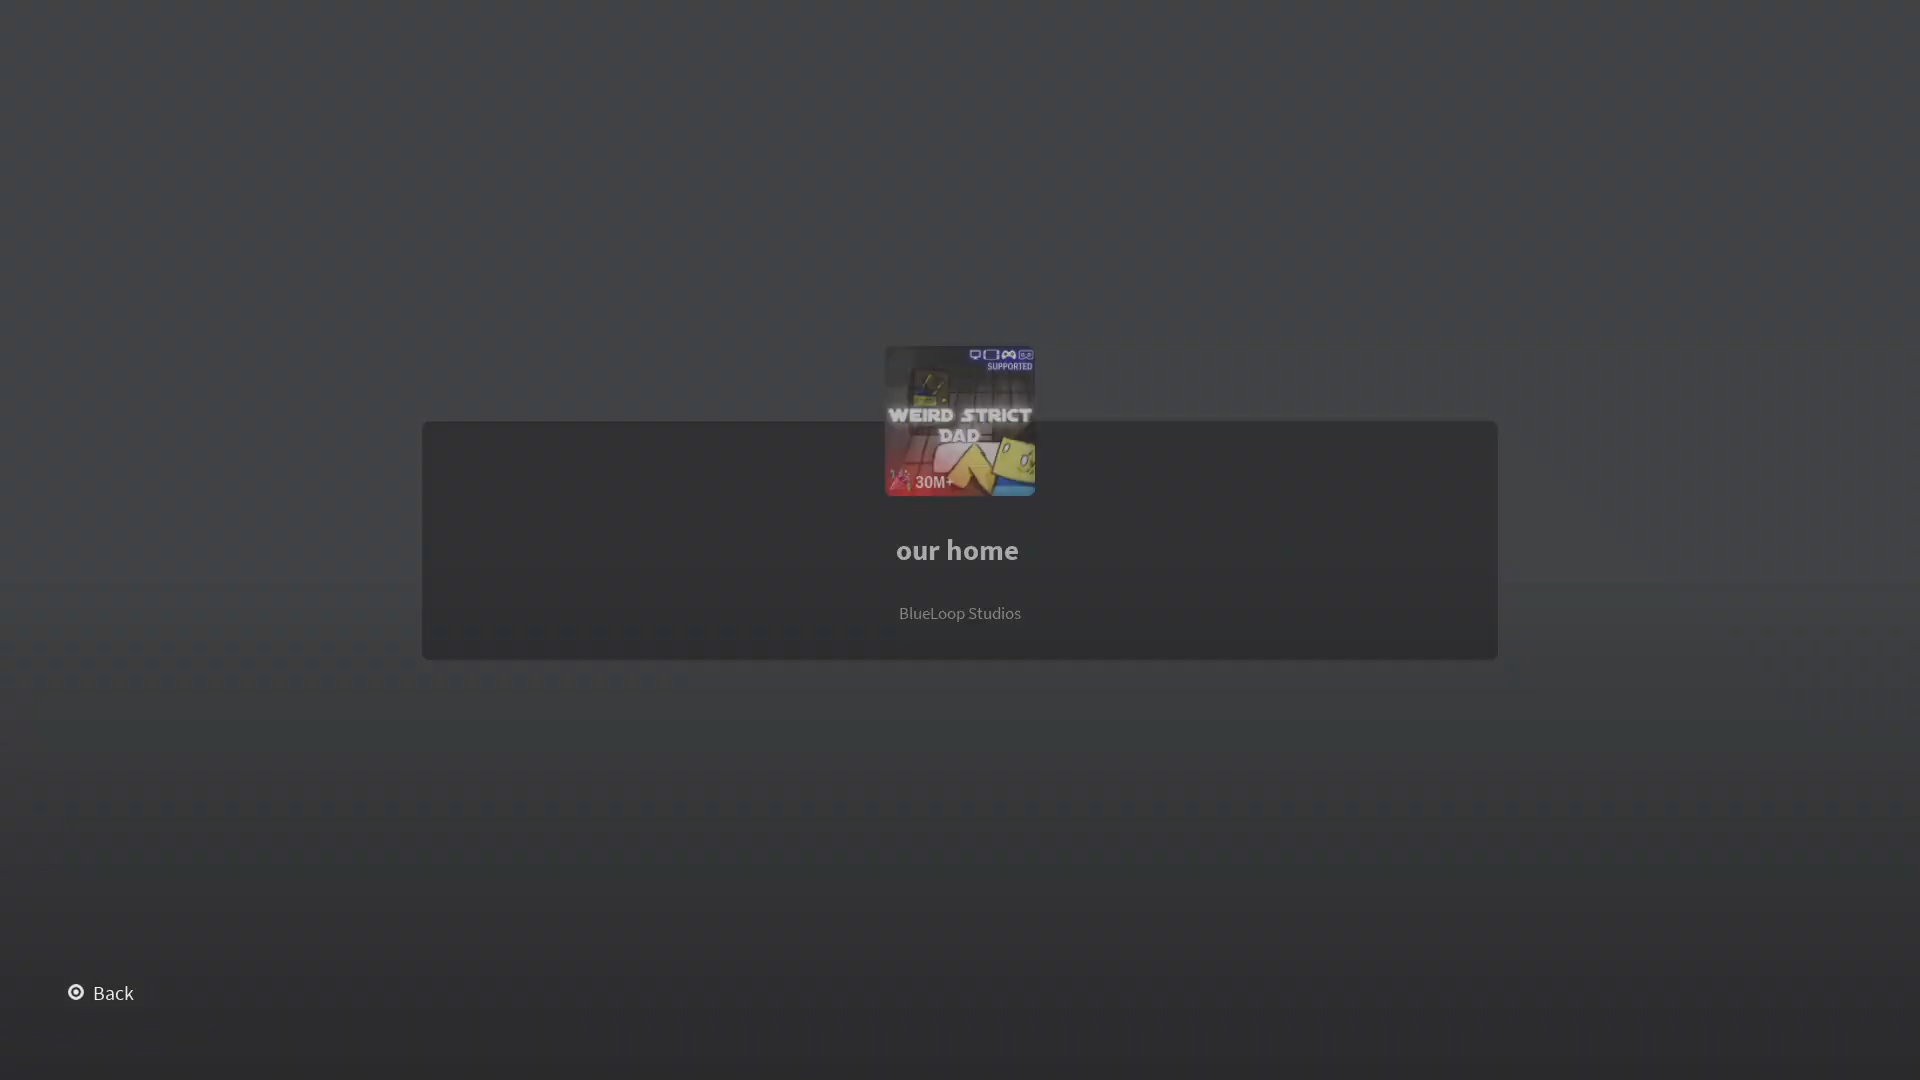 SUPPORTED
WEIRD STRICT
DAD
30M+
our home
BlueLoop Studios
Back